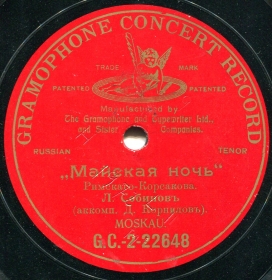 GRAMOPHONE CONCERT RECORD
TRADE MARK
PATENTED PATENTED
Manufactured by
The Gramophone and Typewriter Ltd.,
and Sister Companies.
RUSSIAN TENOR
„Майская ночь“
Римскаго-Корсакова.
Л. Собиновъ
(аккомп. Д. Корниловъ).
MOSKAU.
G.C.-2-22648